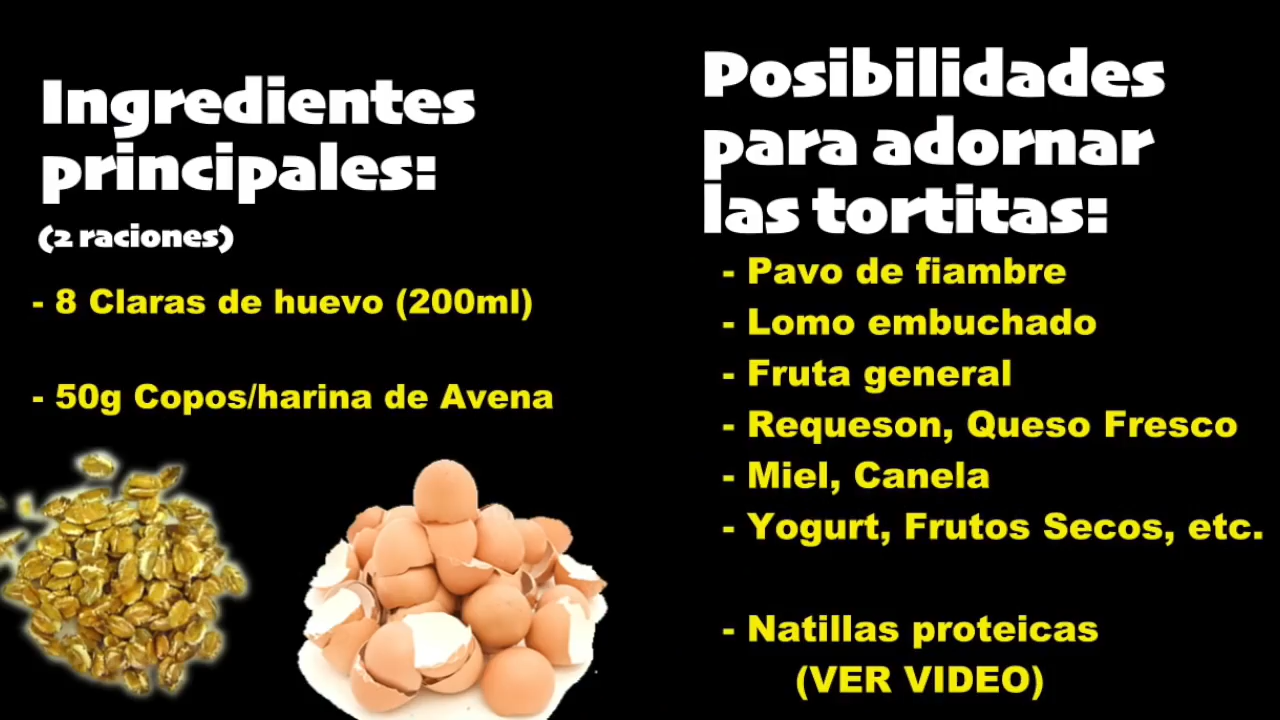 Ingredientes
principales:
(2 raciones)
- 8 Claras de huevo (200ml)
- 50g Copos/harina de Avena
Posibilidades
para adornar
las tortitas:
- Pavo de fiambre
- Lomo embuchado
- Fruta general
- Requeson, Queso Fresco
- Miel, Canela
- Yogurt, Frutos Secos, etc.
- Natillas proteicas
(VER VIDEO)